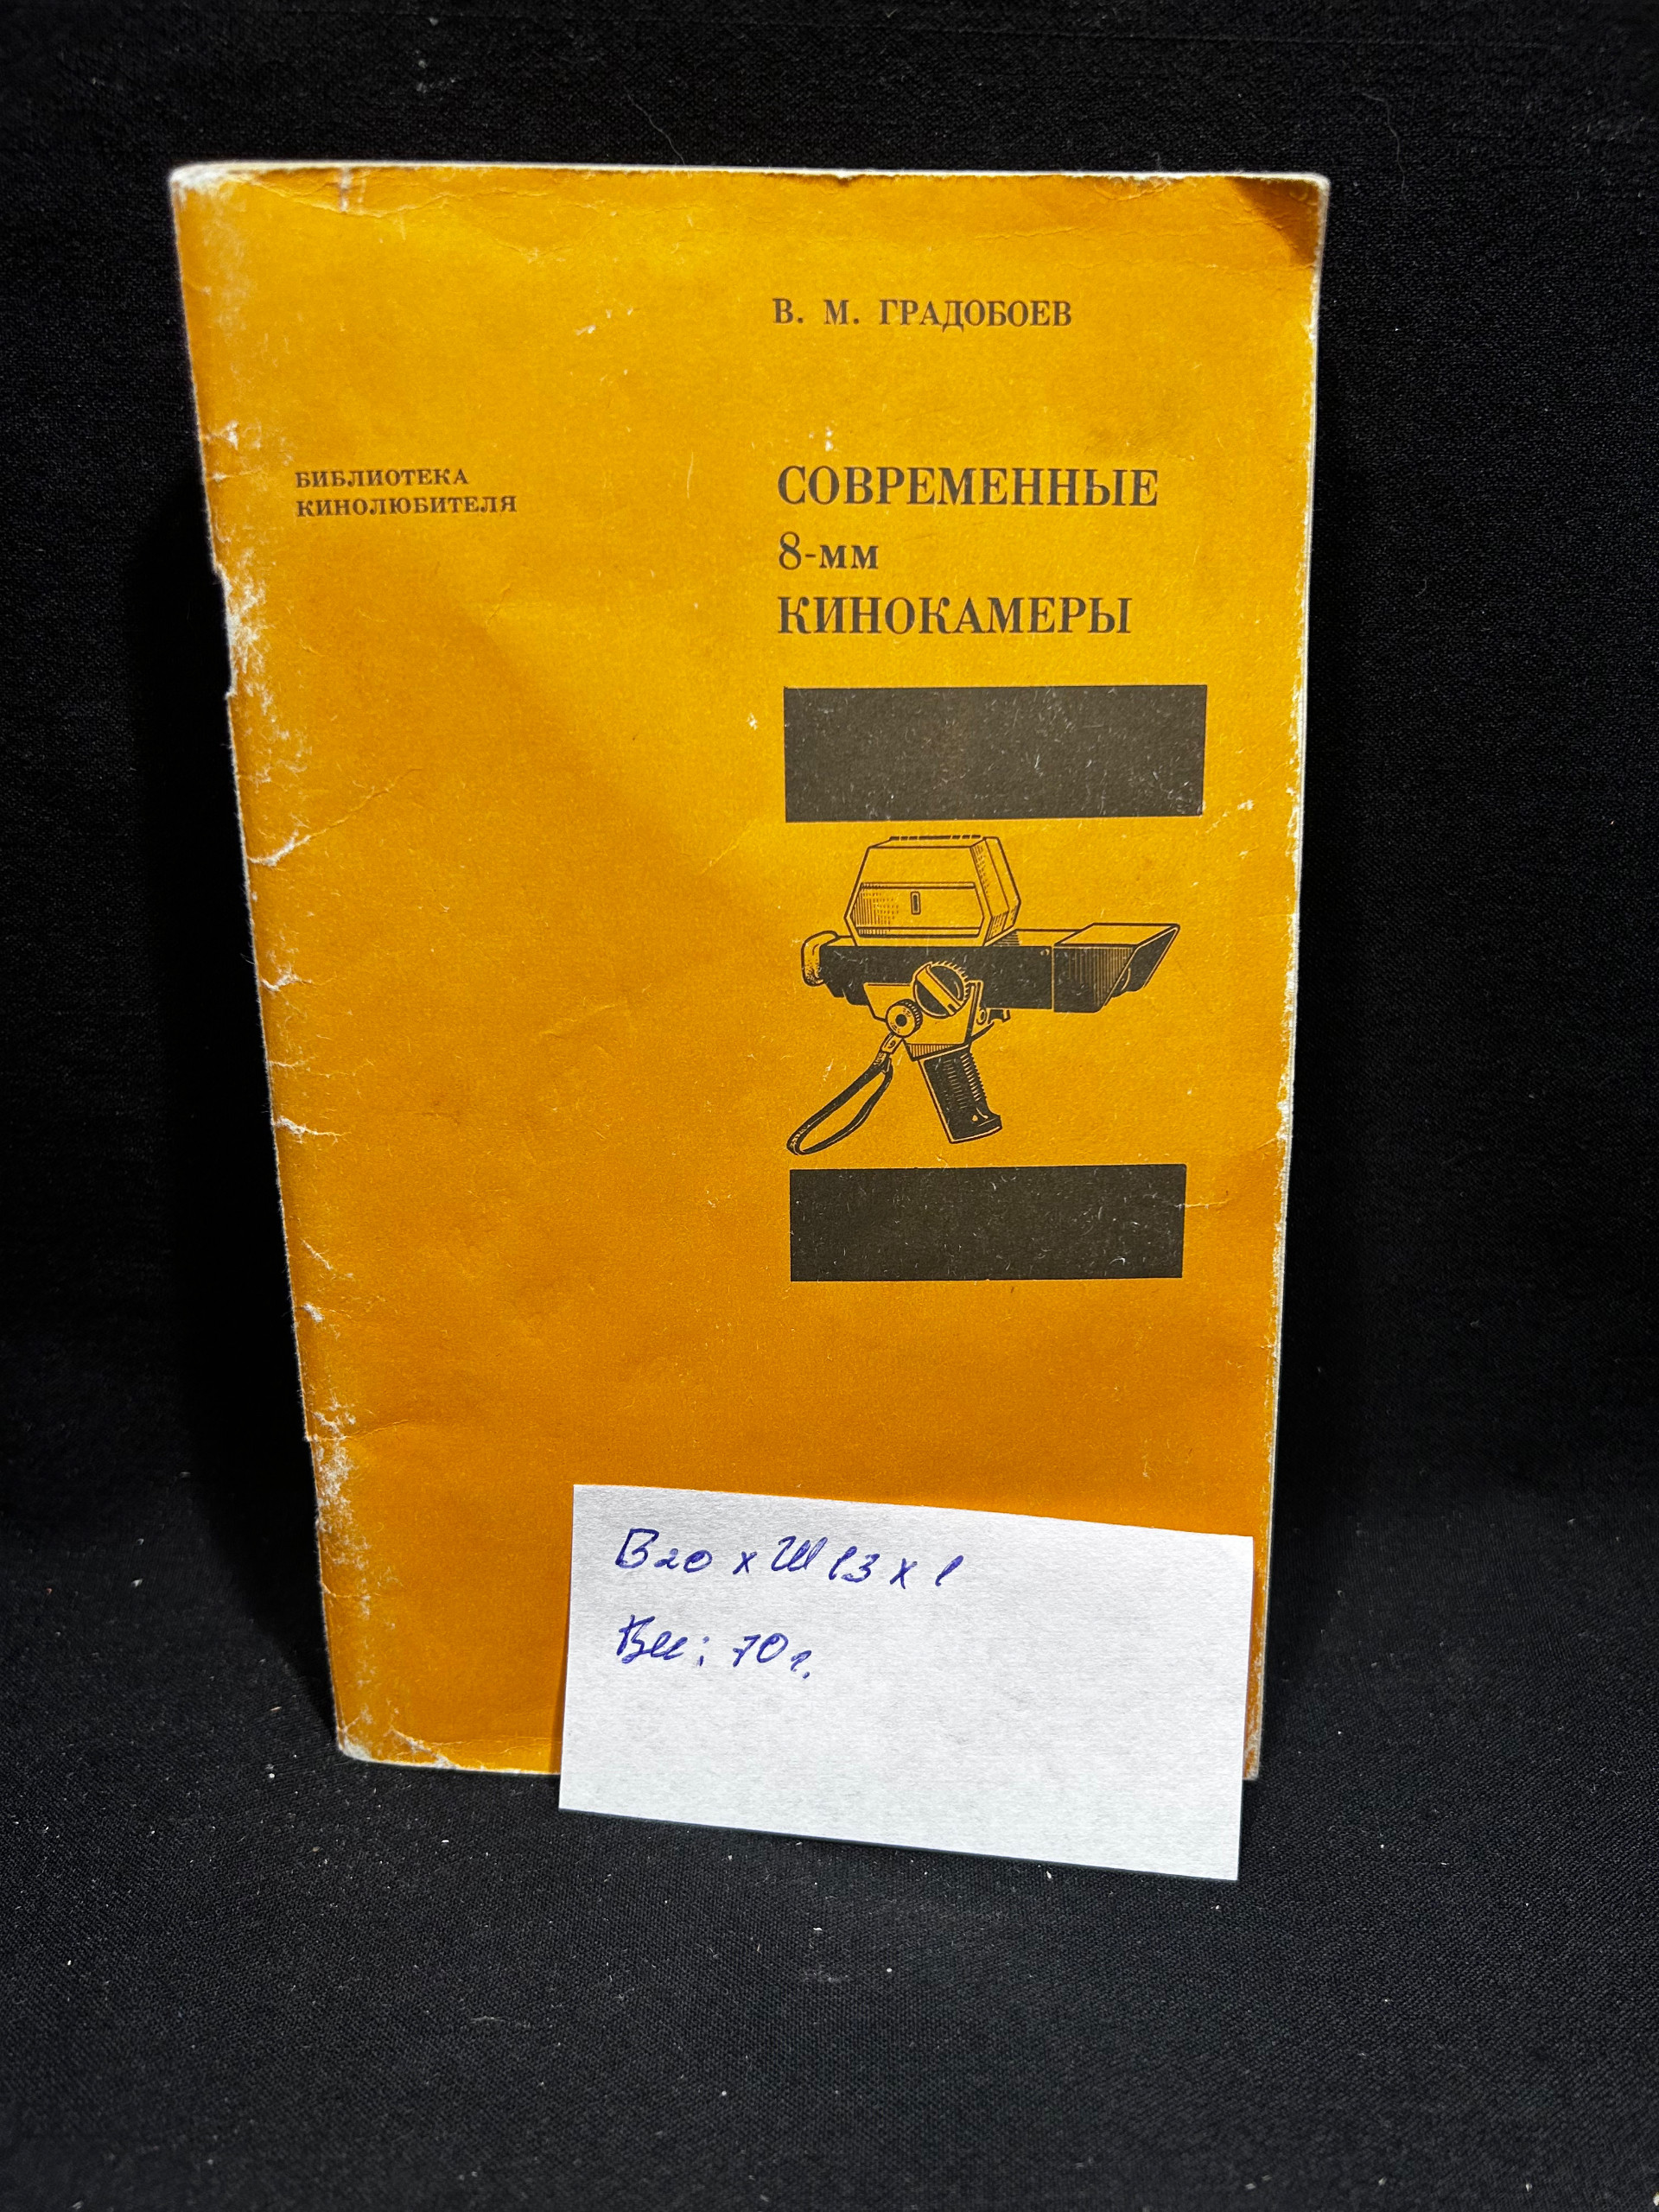 В. М. ГРАДОБОЕВ
БИБЛИОТЕКА
КИНОЛЮБИТЕЛЯ
СОВРЕМЕННЫЕ
8-мм
КИНОКАМЕРЫ
В20 х Ш13 х 1
Вес: 70г.